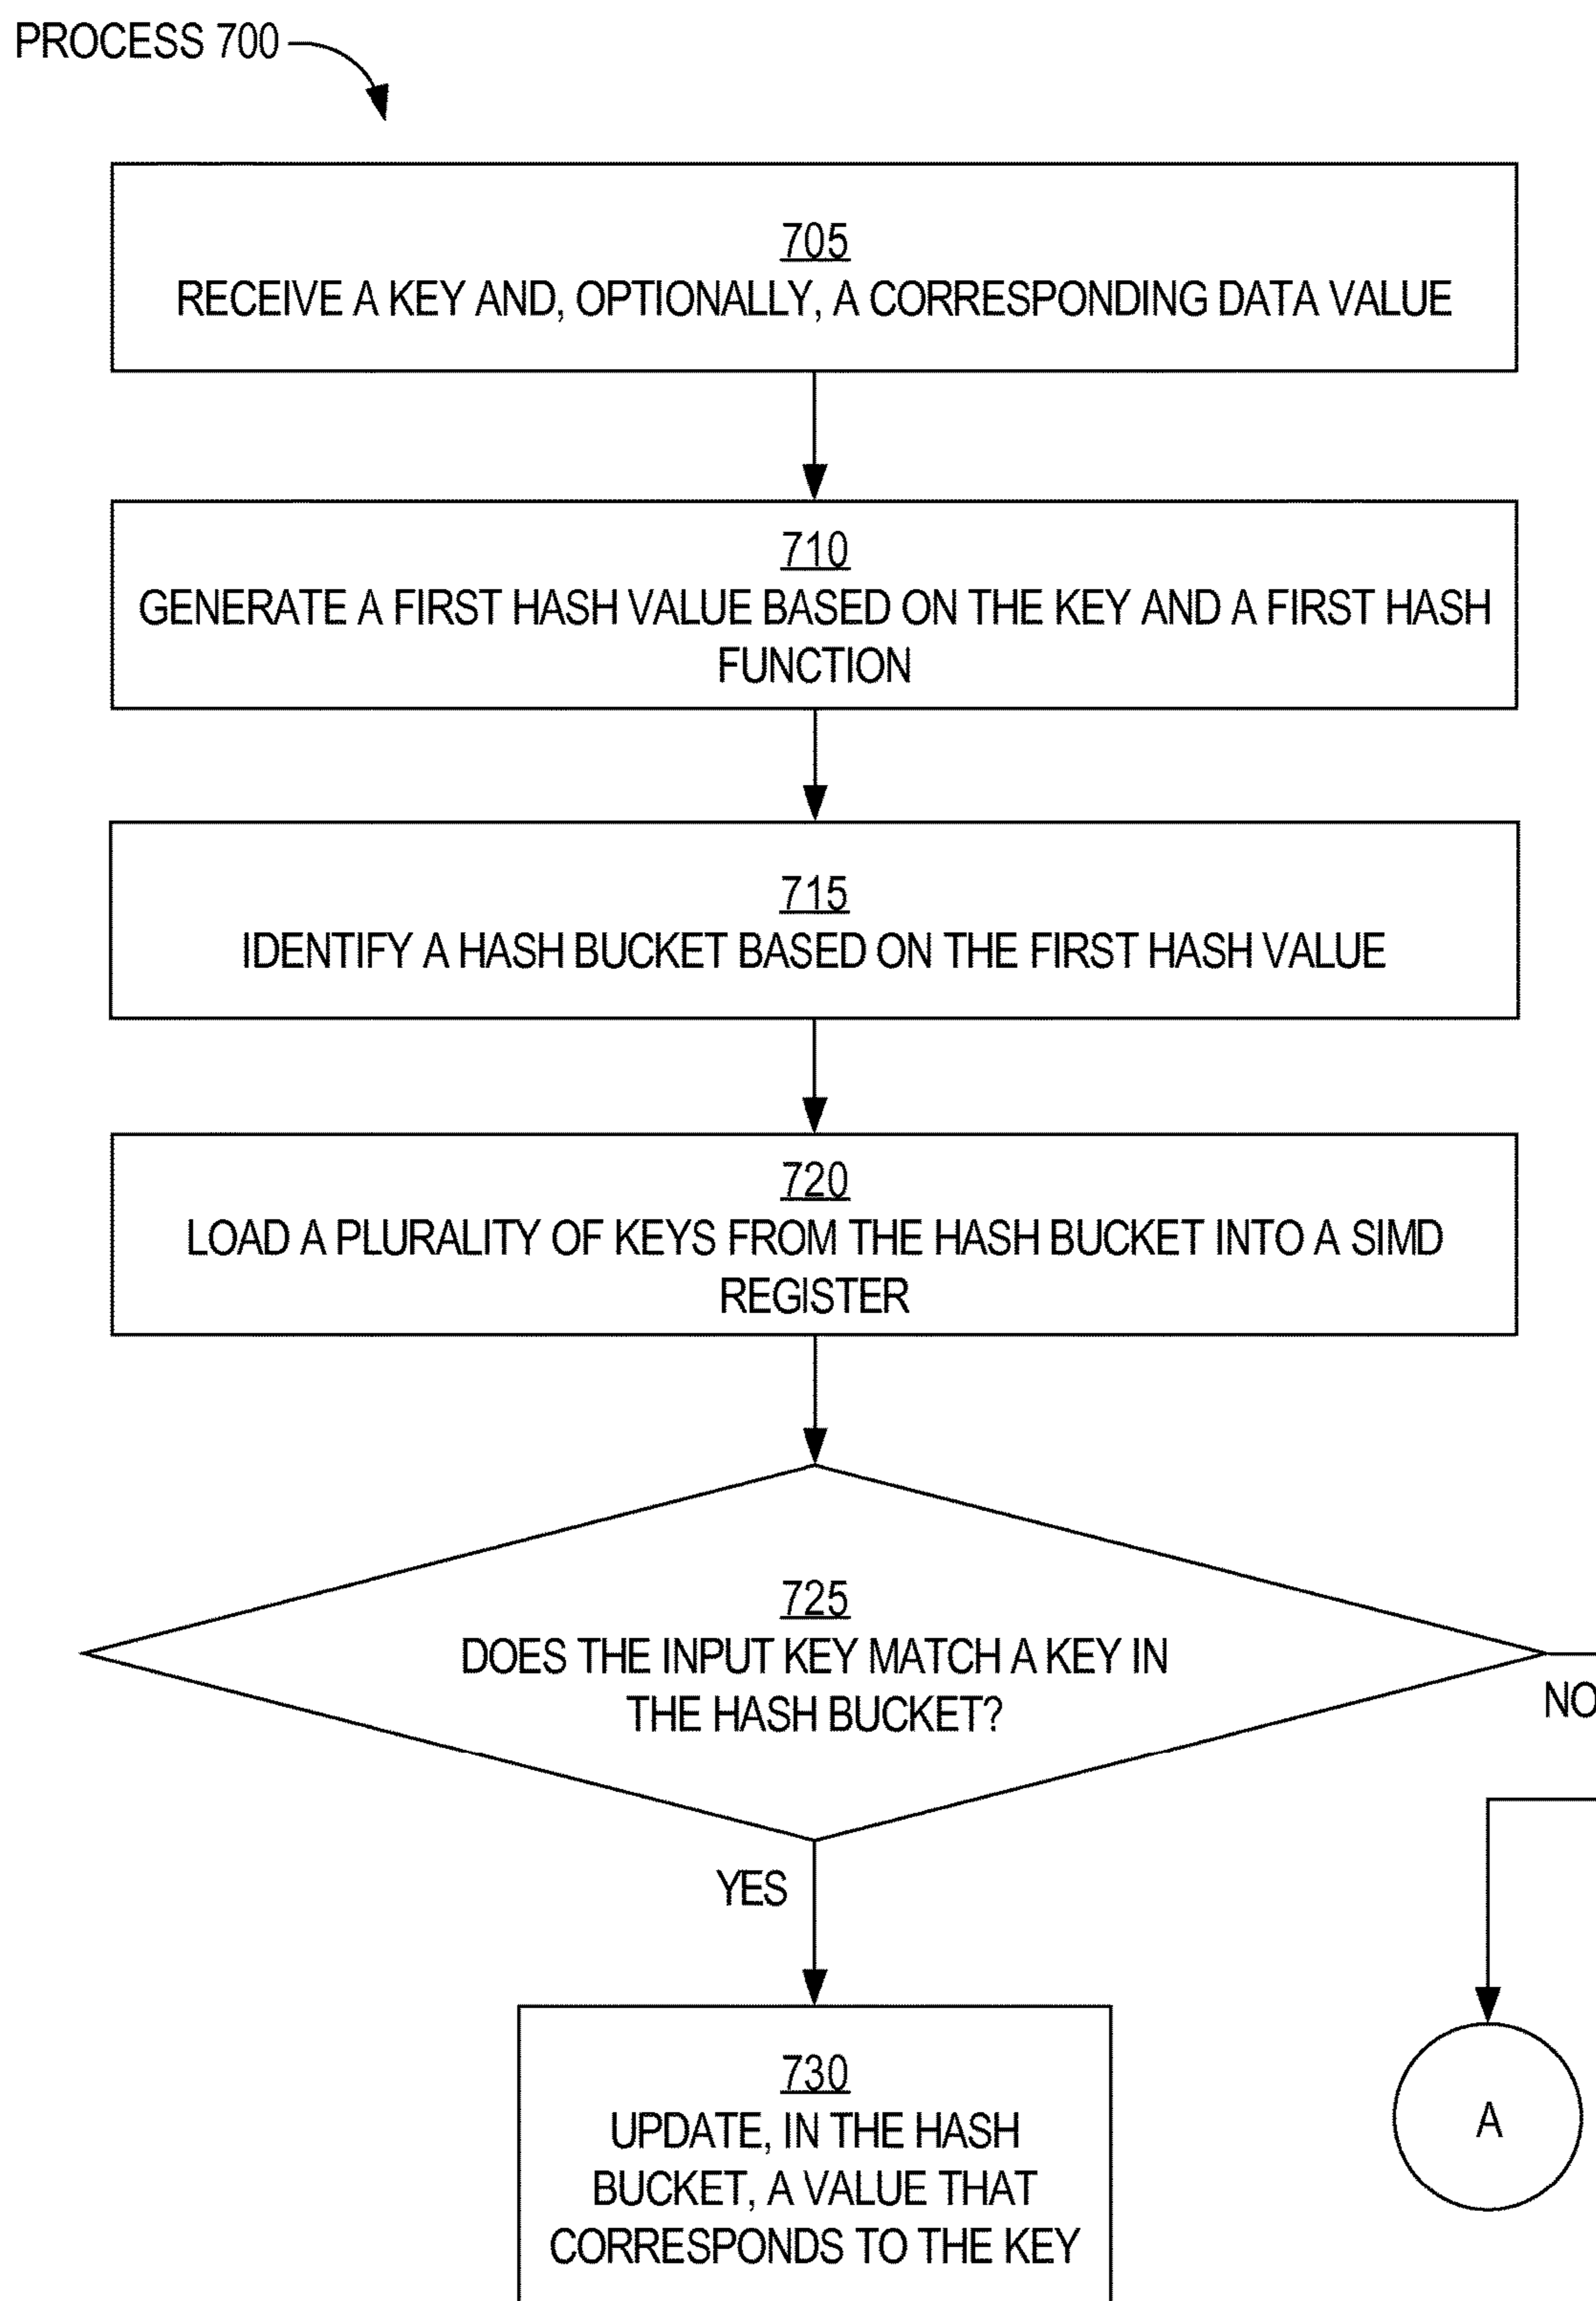 PROCESS 700
705
RECEIVE A KEY AND, OPTIONALLY, A CORRESPONDING DATA VALUE
710
GENERATE A FIRST HASH VALUE BASED ON THE KEY AND A FIRST HASH
FUNCTION
715
IDENTIFY A HASH BUCKET BASED ON THE FIRST HASH VALUE
720
LOAD A PLURALITY OF KEYS FROM THE HASH BUCKET INTO A SIMD
REGISTER
725
DOES THE INPUT KEY MATCH A KEY IN
THE HASH BUCKET?
NO
YES
730
UPDATE, IN THE HASH
BUCKET, A VALUE THAT
CORRESPONDS TO THE KEY
A